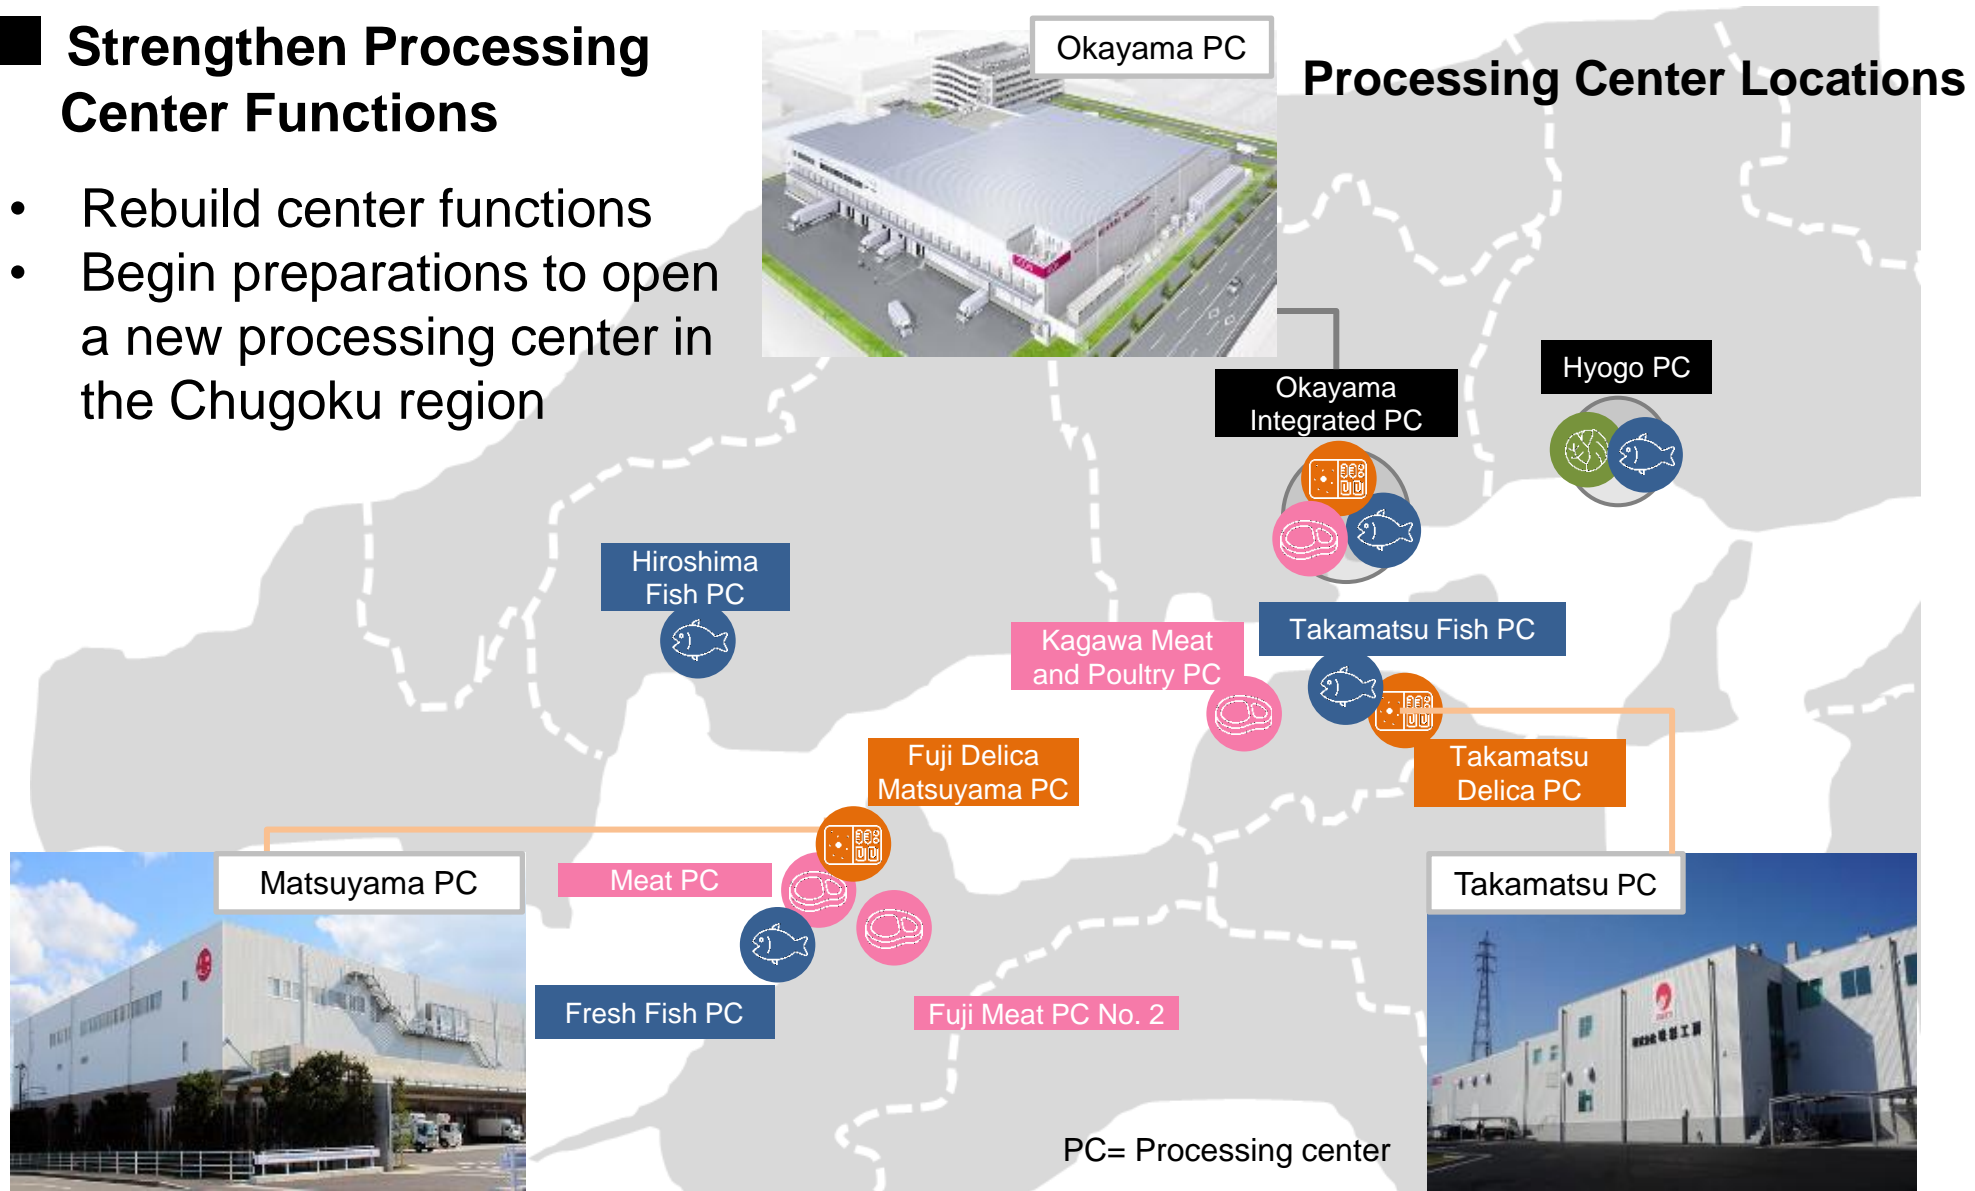 Strengthen Processing
Center Functions
• Rebuild center functions
• Begin preparations to open
a new processing center in
the Chugoku region
Okayama PC
Processing Center Locations
Okayama
Integrated PC
Hyogo PC
Hiroshima
Fish PC
Kagawa Meat
and Poultry PC
Takamatsu Fish PC
Takamatsu
Delica PC
Fuji Delica
Matsuyama PC
Meat PC
Matsuyama PC
Fresh Fish PC
Fuji Meat PC No. 2
Takamatsu PC
PC= Processing center